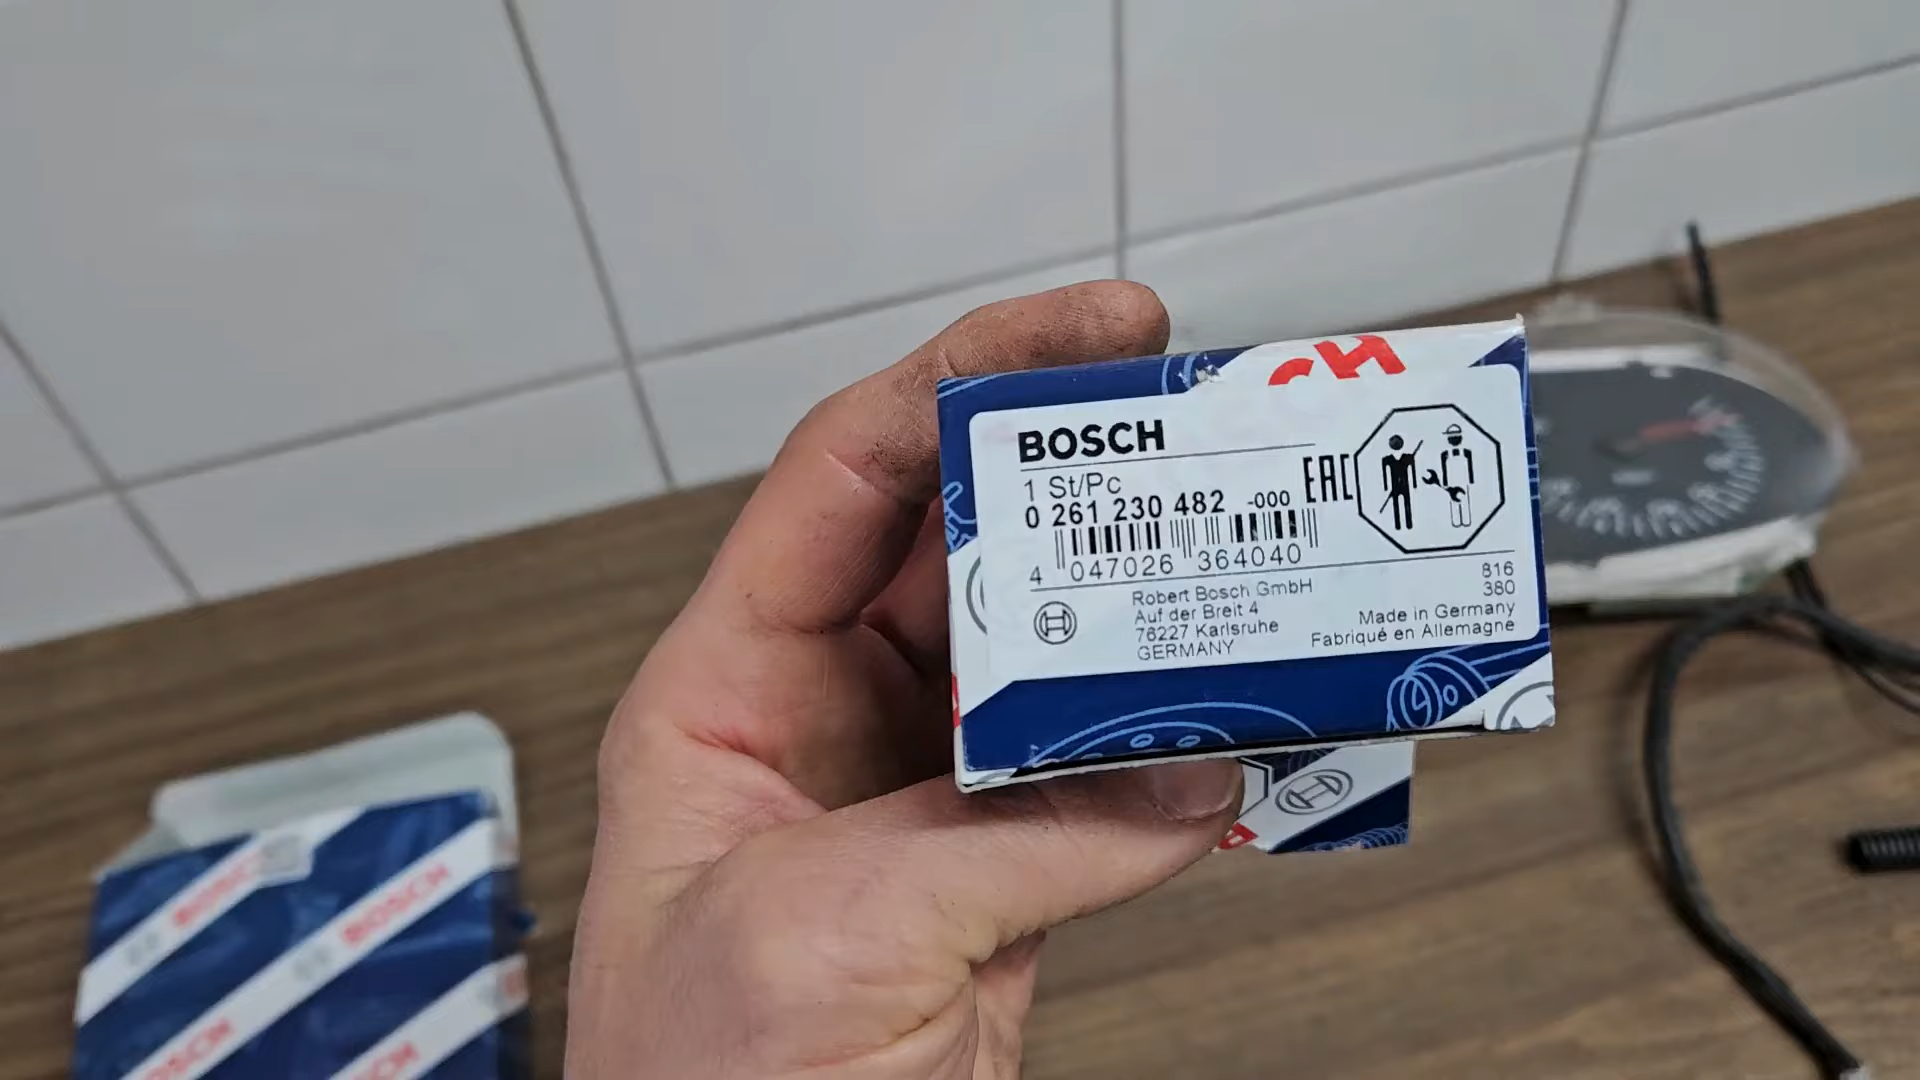 CH
BOSCH
1 St/Pc
0 261 230 482 -000
EAC
4 047026 364040
Robert Bosch GmbH
Auf der Breit 4
76227 Karlsruhe
GERMANY
816
380
Made in Germany
Fabriqué en Allemagne
BOSCH
BOSCH
BOSCH